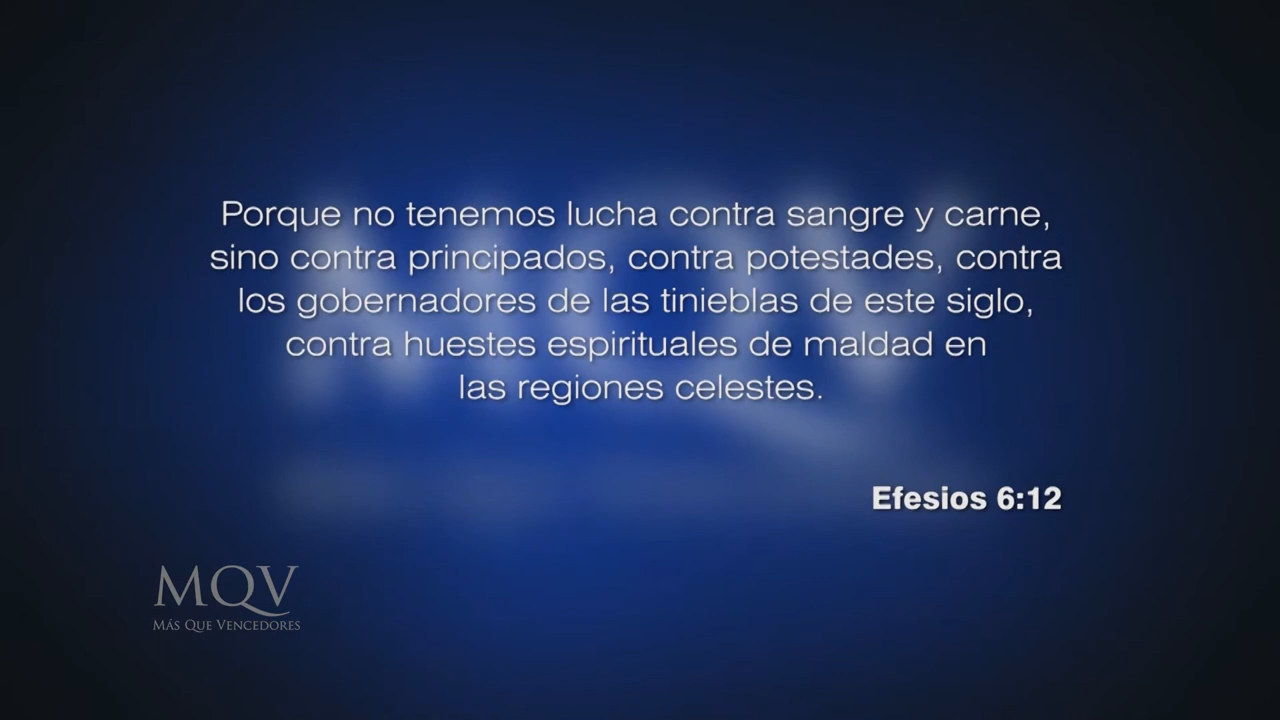 Porque no tenemos lucha contra sangre y carne,
sino contra principados, contra potestades, contra
los gobernadores de las tinieblas de este siglo,
contra huestes espirituales de maldad en
las regiones celestes.
Efesios 6:12
MQV
Más Que Vencedores